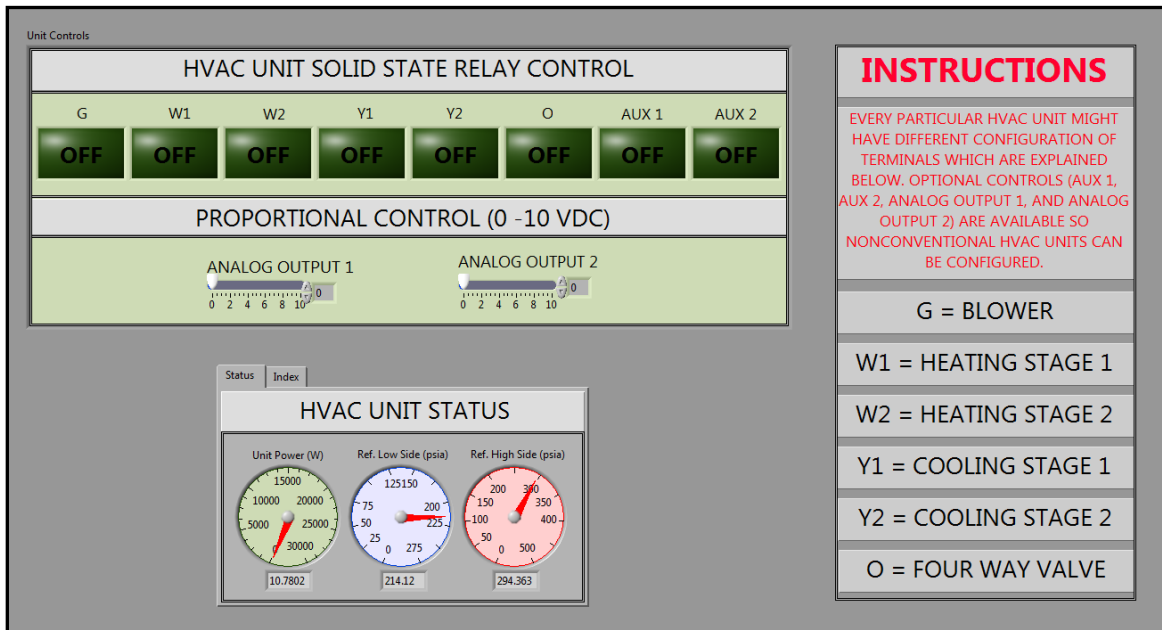 Unit Controls
HVAC UNIT SOLID STATE RELAY CONTROL
G W1 W2 Y1 Y2 O AUX 1 AUX 2
OFF OFF OFF OFF OFF OFF OFF OFF
PROPORTIONAL CONTROL (0 -10 VDC)
ANALOG OUTPUT 1
0
0 2 4 6 8 10
ANALOG OUTPUT 2
0
0 2 4 6 8 10
Status Index
HVAC UNIT STATUS
Unit Power (W)
0 5000 10000 15000 20000 25000 30000
10.7802
Ref. Low Side (psia)
0 25 50 75 125 150 200 225 275
214.12
Ref. High Side (psia)
0 50 100 150 200 300 350 400 500
294.363
INSTRUCTIONS
EVERY PARTICULAR HVAC UNIT MIGHT
HAVE DIFFERENT CONFIGURATION OF
TERMINALS WHICH ARE EXPLAINED
BELOW. OPTIONAL CONTROLS (AUX 1,
AUX 2, ANALOG OUTPUT 1, AND ANALOG
OUTPUT 2) ARE AVAILABLE SO
NONCONVENTIONAL HVAC UNITS CAN
BE CONFIGURED.
G = BLOWER
W1 = HEATING STAGE 1
W2 = HEATING STAGE 2
Y1 = COOLING STAGE 1
Y2 = COOLING STAGE 2
O = FOUR WAY VALVE